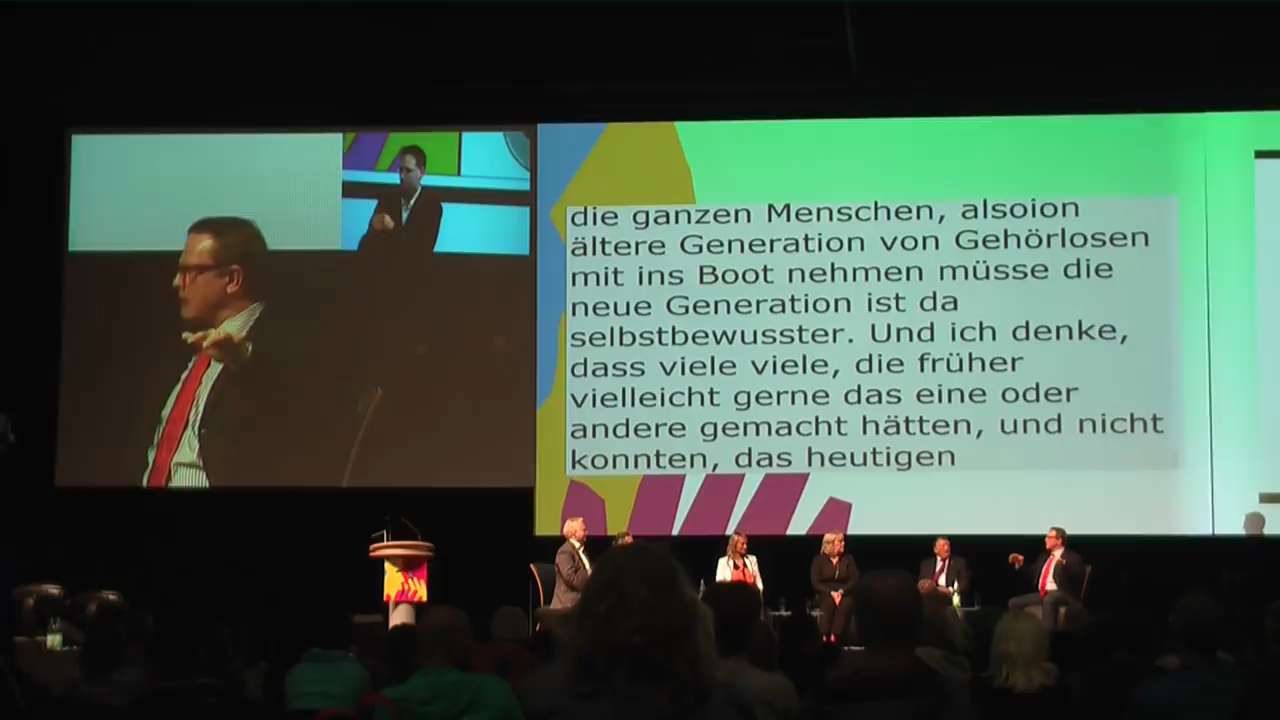 die ganzen Menschen, alsoion
ältere Generation von Gehörlosen
mit ins Boot nehmen müsse die
neue Generation ist da
selbstbewusster. Und ich denke,
dass viele viele, die früher
vielleicht gerne das eine oder
andere gemacht hätten, und nicht
konnten, das heutigen